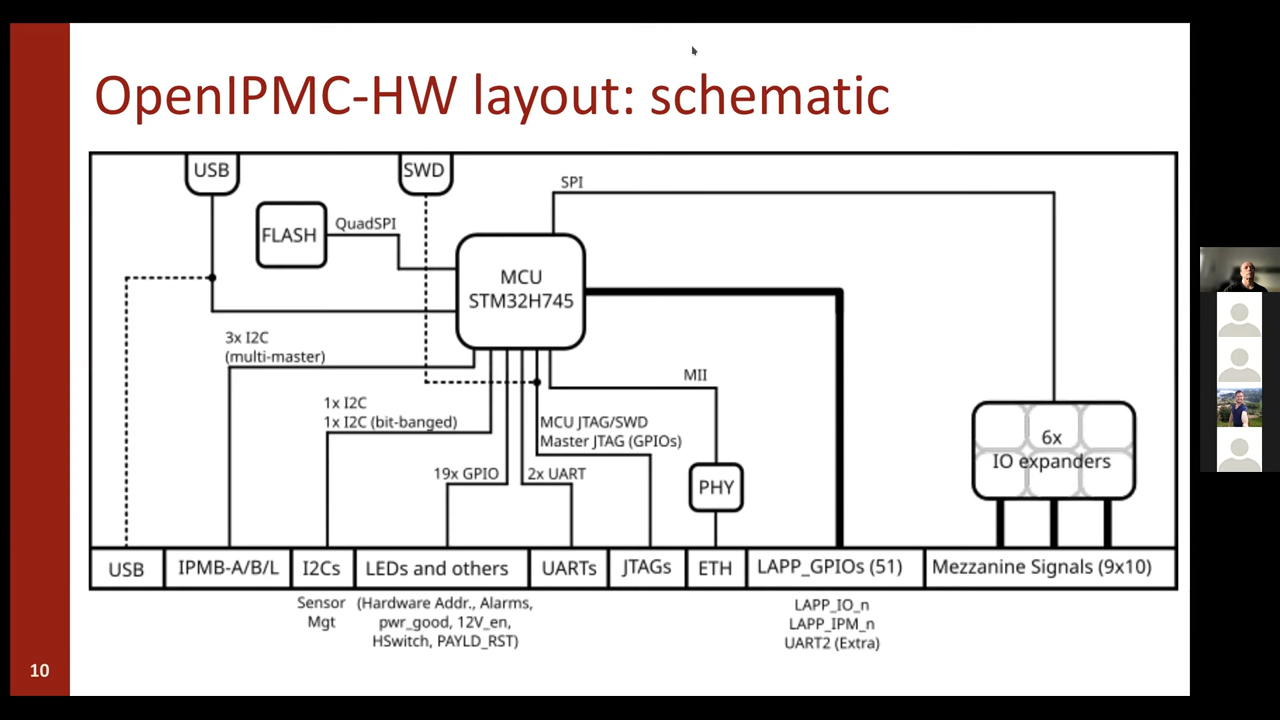 OpenIPMC-HW layout: schematic
USB
SWD
SPI
FLASH
QuadSPI
MCU
STM32H745
3x I2C
(multi-master)
MII
1x I2C
1x I2C (bit-banged)
MCU JTAG/SWD
Master JTAG (GPIOs)
6x
IO expanders
19x GPIO
2x UART
PHY
USB
IPMB-A/B/L
I2Cs
LEDs and others
UARTs
JTAGs
ETH
LAPP_GPIOs (51)
Mezzanine Signals (9x10)
Sensor
Mgt
(Hardware Addr., Alarms,
pwr_good, 12V_en,
HSwitch, PAYLD_RST)
LAPP_IO_n
LAPP_IPM_n
UART2 (Extra)
10